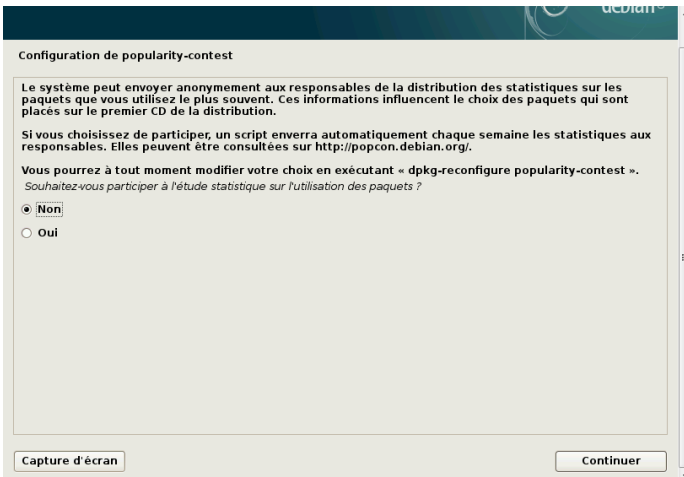 debian
Configuration de popularity-contest
Le système peut envoyer anonymement aux responsables de la distribution des statistiques sur les
paquets que vous utilisez le plus souvent. Ces informations influencent le choix des paquets qui sont
placés sur le premier CD de la distribution.
Si vous choisissez de participer, un script enverra automatiquement chaque semaine les statistiques aux
responsables. Elles peuvent être consultées sur http://popcon.debian.org/.
Vous pourrez à tout moment modifier votre choix en exécutant « dpkg-reconfigure popularity-contest ».
Souhaitez-vous participer à l'étude statistique sur l'utilisation des paquets ?
Non
Oui
Capture d'écran
Continuer